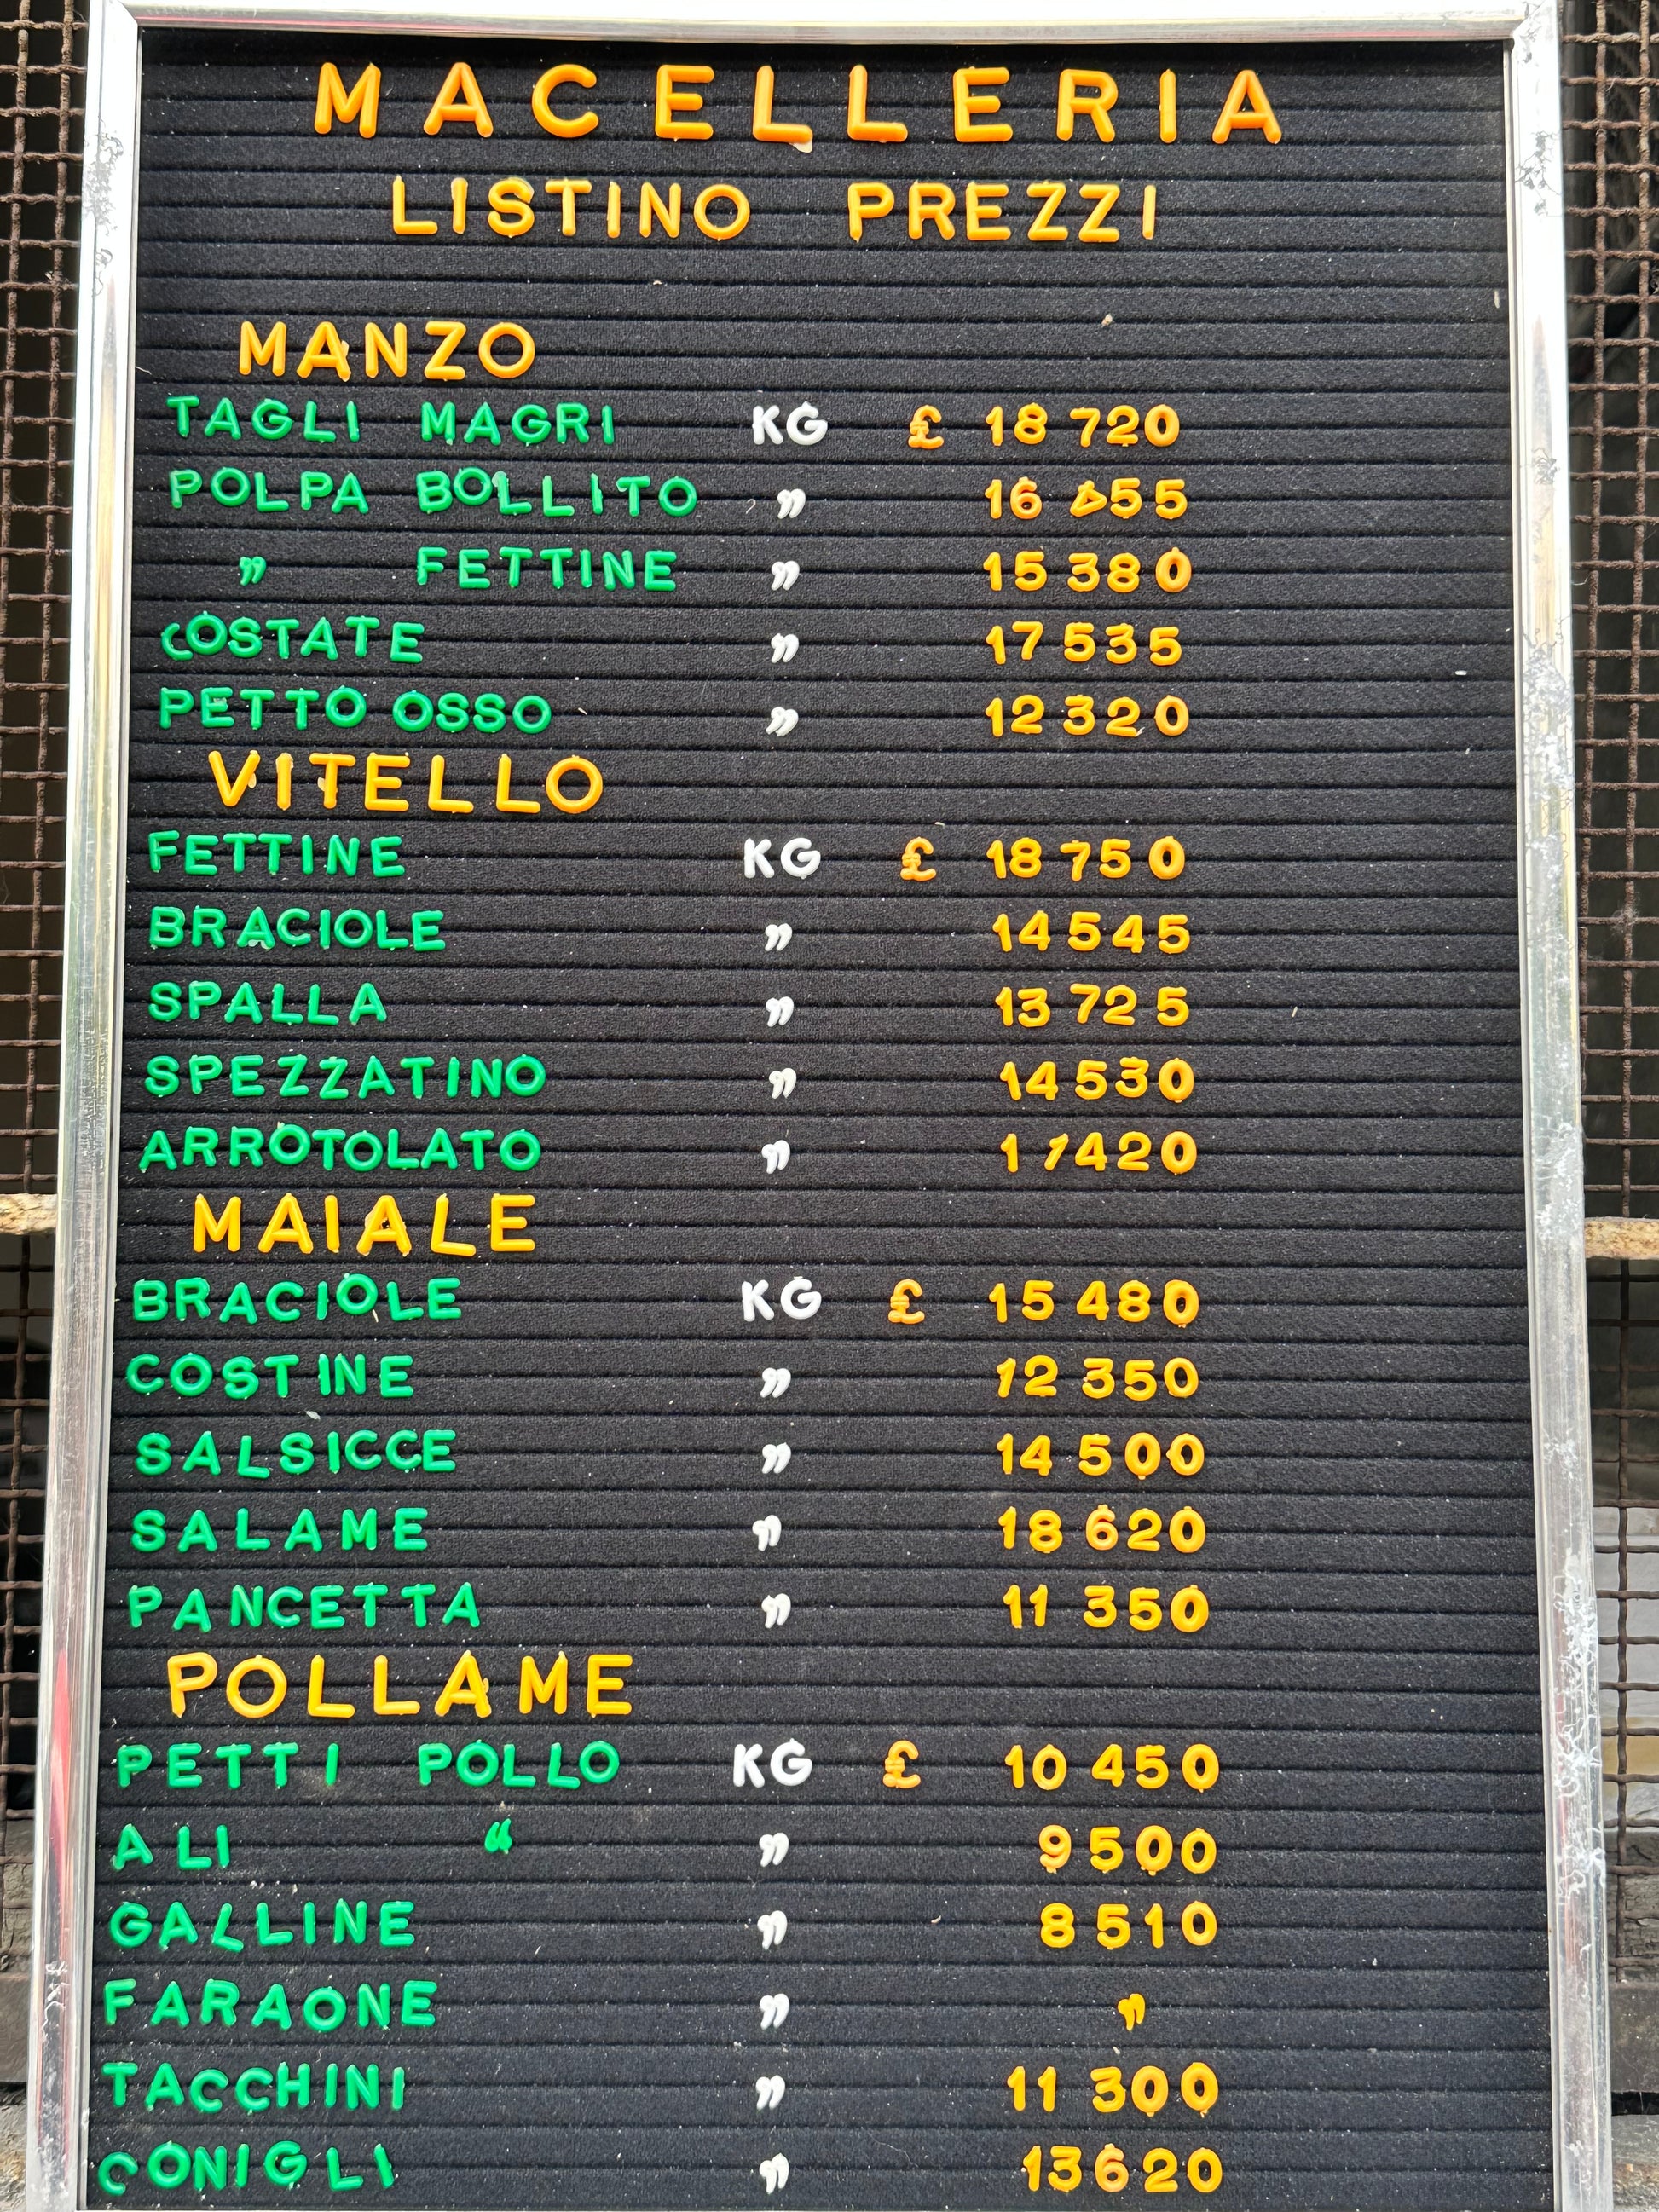 MACELLERIA
LISTINO PREZZI
MANZO
TAGLI MAGRI KG £ 18 720
POLPA BOLLITO " 16 455
" FETTINE " 15 380
COSTATE " 17 535
PETTO OSSO " 12 320
VITELLO
FETTINE KG £ 18 750
BRACIOLE " 14 545
SPALLA " 13 725
SPEZZATINO " 14 530
ARROTOLATO " 11 420
MAIALE
BRACIOLE KG £ 15 480
COSTINE " 12 350
SALSICCE " 14 500
SALAME " 18 620
PANCETTA " 11 350
POLLAME
PETTI POLLO KG £ 10 450
ALI " " 9 500
GALLINE " 8 510
FARAONE " "
TACCHINI " 11 300
CONIGLI " 13 620